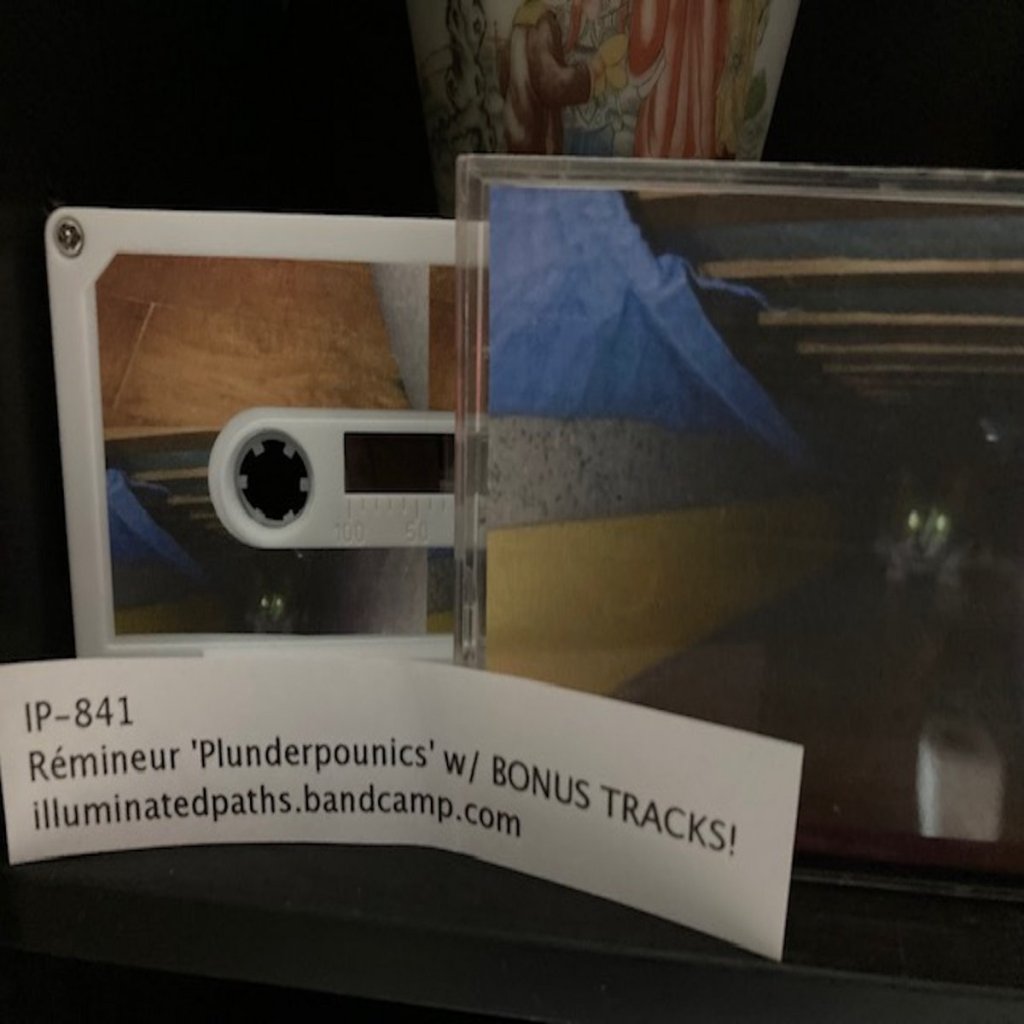 100 50
IP-841
Rémineur 'Plunderpounics' w/ BONUS TRACKS!
illuminatedpaths.bandcamp.com